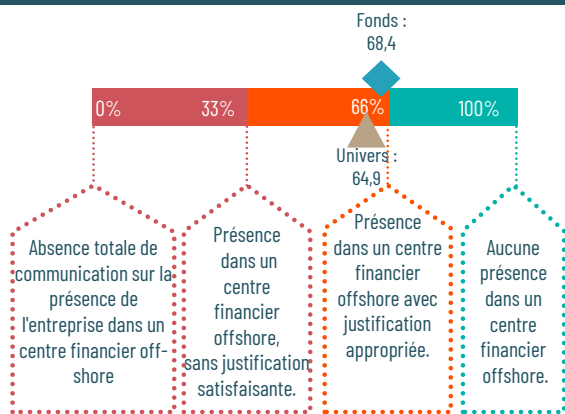 Fonds :
68,4
0%
33%
66%
100%
Univers :
64,9
Absence totale de
communication sur la
présence de
l'entreprise dans un
centre financier off-
shore
Présence
dans un
centre
financier
offshore,
sans justification
satisfaisante.
Présence
dans un centre
financier
offshore avec
justification
appropriée.
Aucune
présence
dans un
centre
financier
offshore.